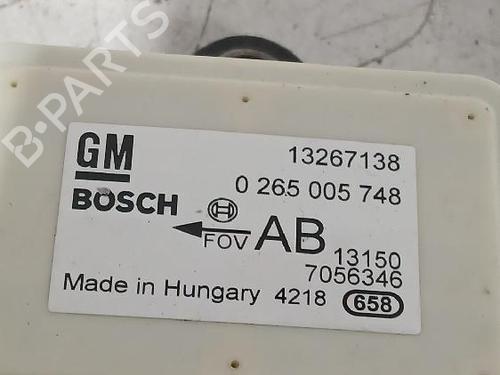 B-PARTS
GM 13267138
BOSCH 0 265 005 748
FOV AB 13150
7056346
Made in Hungary 4218 658